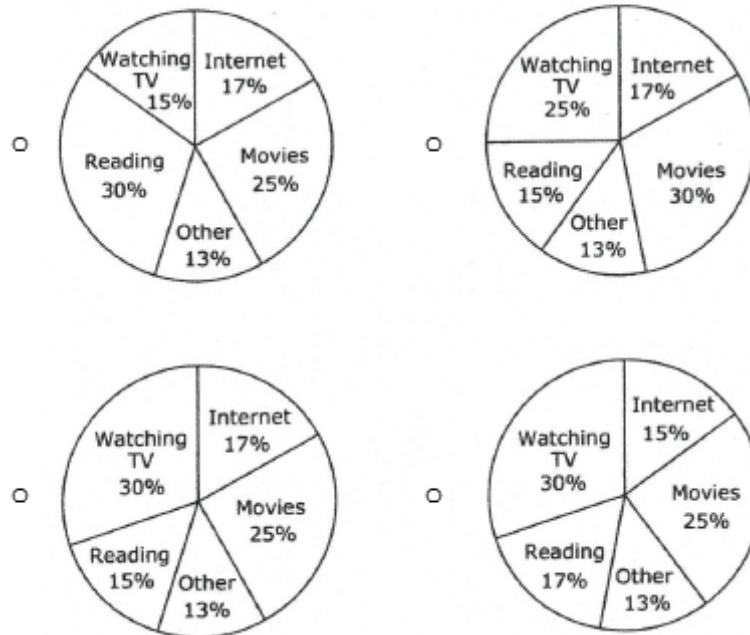 Watching
TV
15%
Internet
17%
Reading
30%
Movies
25%
Other
13%
Watching
TV
25%
Internet
17%
Reading
15%
Movies
30%
Other
13%
Watching
TV
30%
Internet
17%
Reading
15%
Movies
25%
Other
13%
Watching
TV
30%
Internet
15%
Reading
17%
Movies
25%
Other
13%